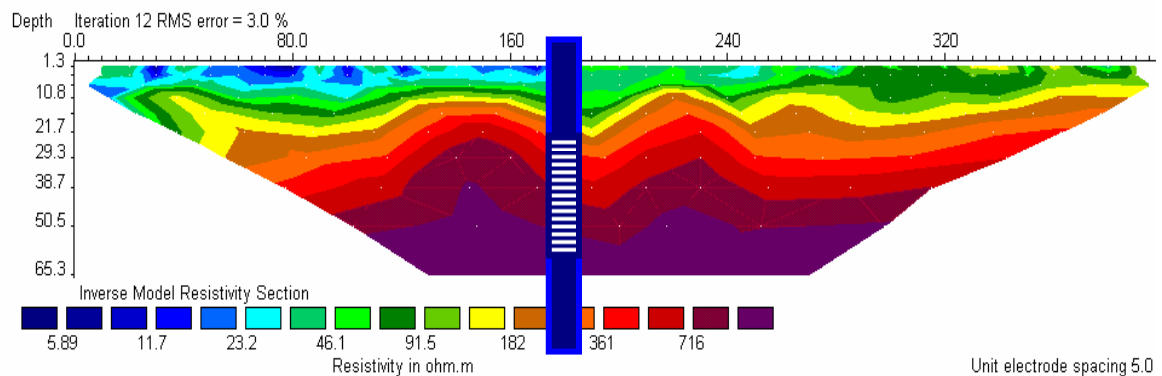 Depth Iteration 12 RMS error = 3.0 %
0.0 80.0 160 240 320
1.3
10.8
21.7
29.3
38.7
50.5
65.3
Inverse Model Resistivity Section
5.89 11.7 23.2 46.1 91.5 182 361 716
Resistivity in ohm.m Unit electrode spacing 5.0